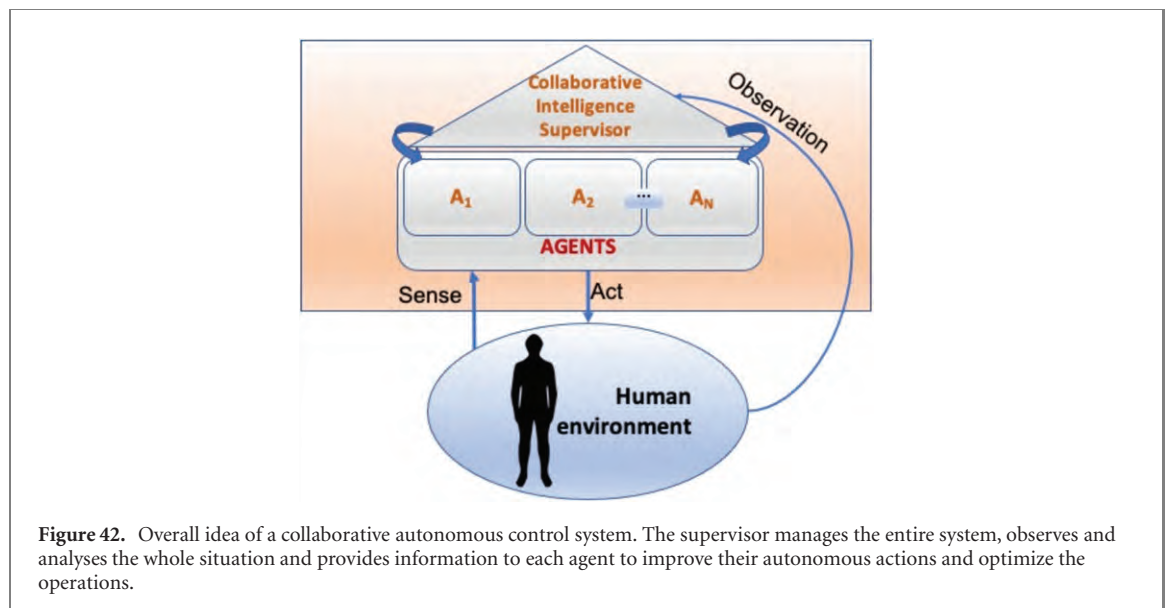 Collaborative
Intelligence
Supervisor
Observation
A₁
A₂
...
Aₙ
AGENTS
Sense
Act
Human
environment
Figure 42. Overall idea of a collaborative autonomous control system. The supervisor manages the entire system, observes and
analyses the whole situation and provides information to each agent to improve their autonomous actions and optimize the
operations.